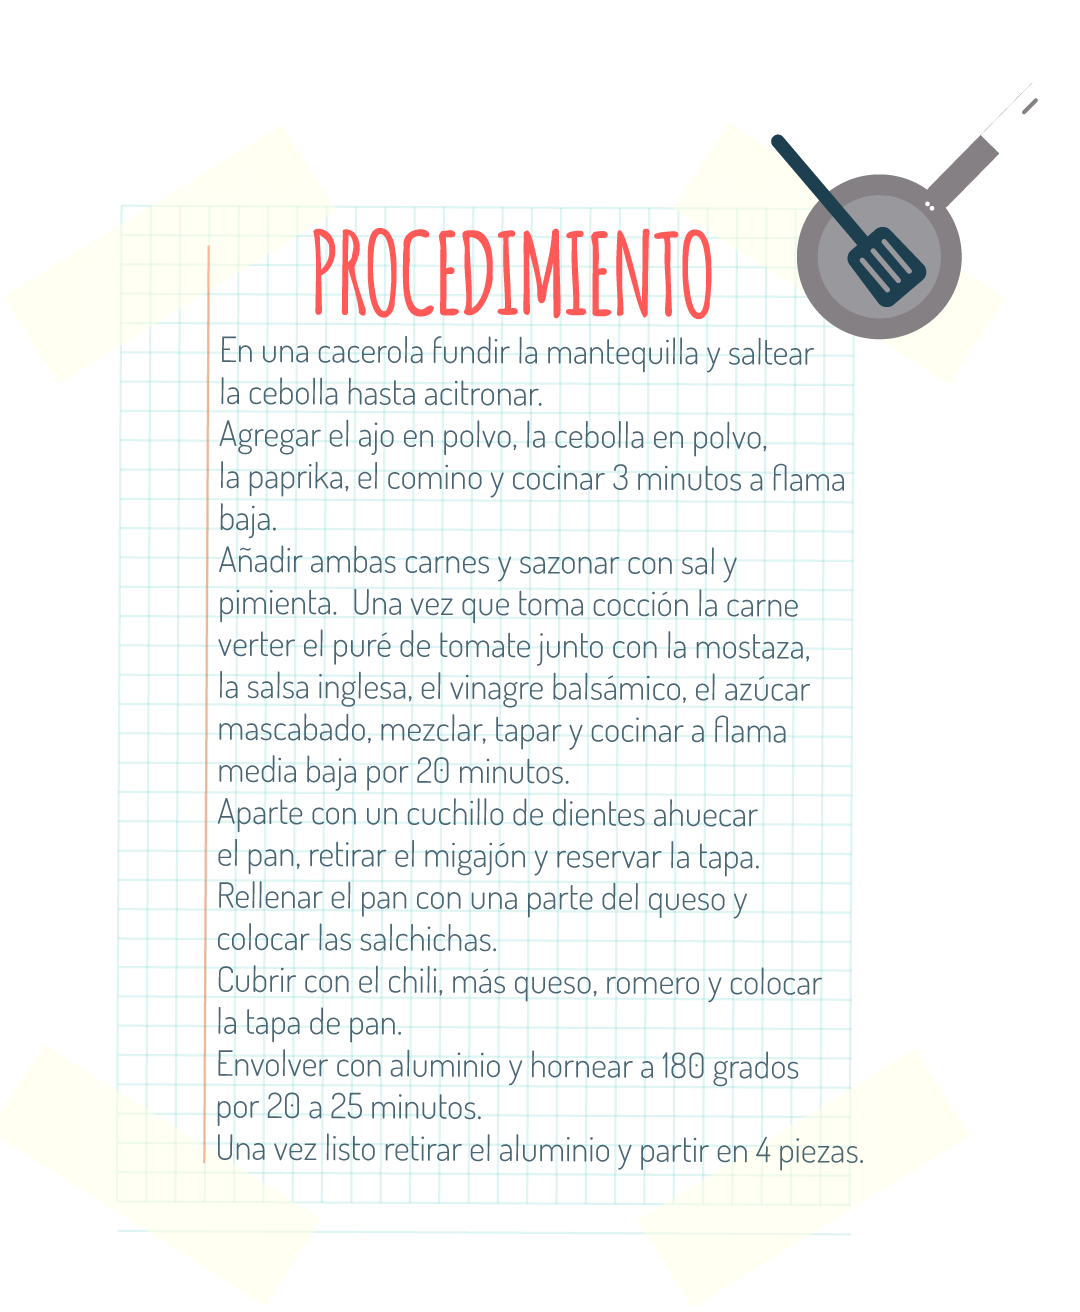 PROCEDIMIENTO
En una cacerola fundir la mantequilla y saltear
la cebolla hasta acitronar.
Agregar el ajo en polvo, la cebolla en polvo,
la paprika, el comino y cocinar 3 minutos a flama
baja.
Añadir ambas carnes y sazonar con sal y
pimienta.  Una vez que toma cocción la carne
verter el puré de tomate junto con la mostaza,
la salsa inglesa, el vinagre balsámico, el azúcar
mascabado, mezclar, tapar y cocinar a flama
media baja por 20 minutos.
Aparte con un cuchillo de dientes ahuecar
el pan, retirar el migajón y reservar la tapa.
Rellenar el pan con una parte del queso y
colocar las salchichas.
Cubrir con el chili, más queso, romero y colocar
la tapa de pan.
Envolver con aluminio y hornear a 180 grados
por 20 a 25 minutos.
Una vez listo retirar el aluminio y partir en 4 piezas.